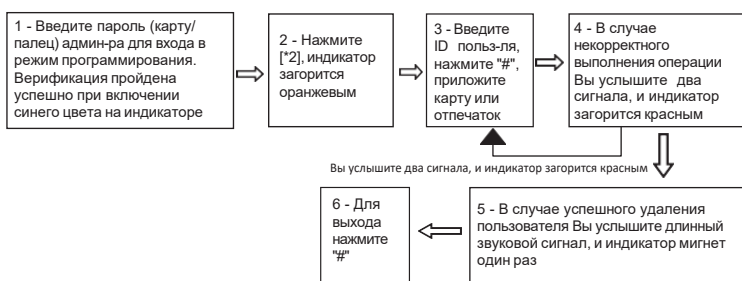 1 - Введите пароль (карту/
палец) админ-ра для входа в
режим программирования.
Верификация пройдена
успешно при включении
синего цвета на индикаторе
2 - Нажмите
[*2], индикатор
загорится
оранжевым
3 - Введите
ID польз-ля,
нажмите "#",
приложите
карту или
отпечаток
4 - В случае
некорректного
выполнения операции
Вы услышите два
сигнала, и индикатор
загорится красным
Вы услышите два сигнала, и индикатор загорится красным
5 - В случае успешного удаления
пользователя Вы услышите длинный
звуковой сигнал, и индикатор мигнет
один раз
6 - Для
выхода
нажмите
"#"